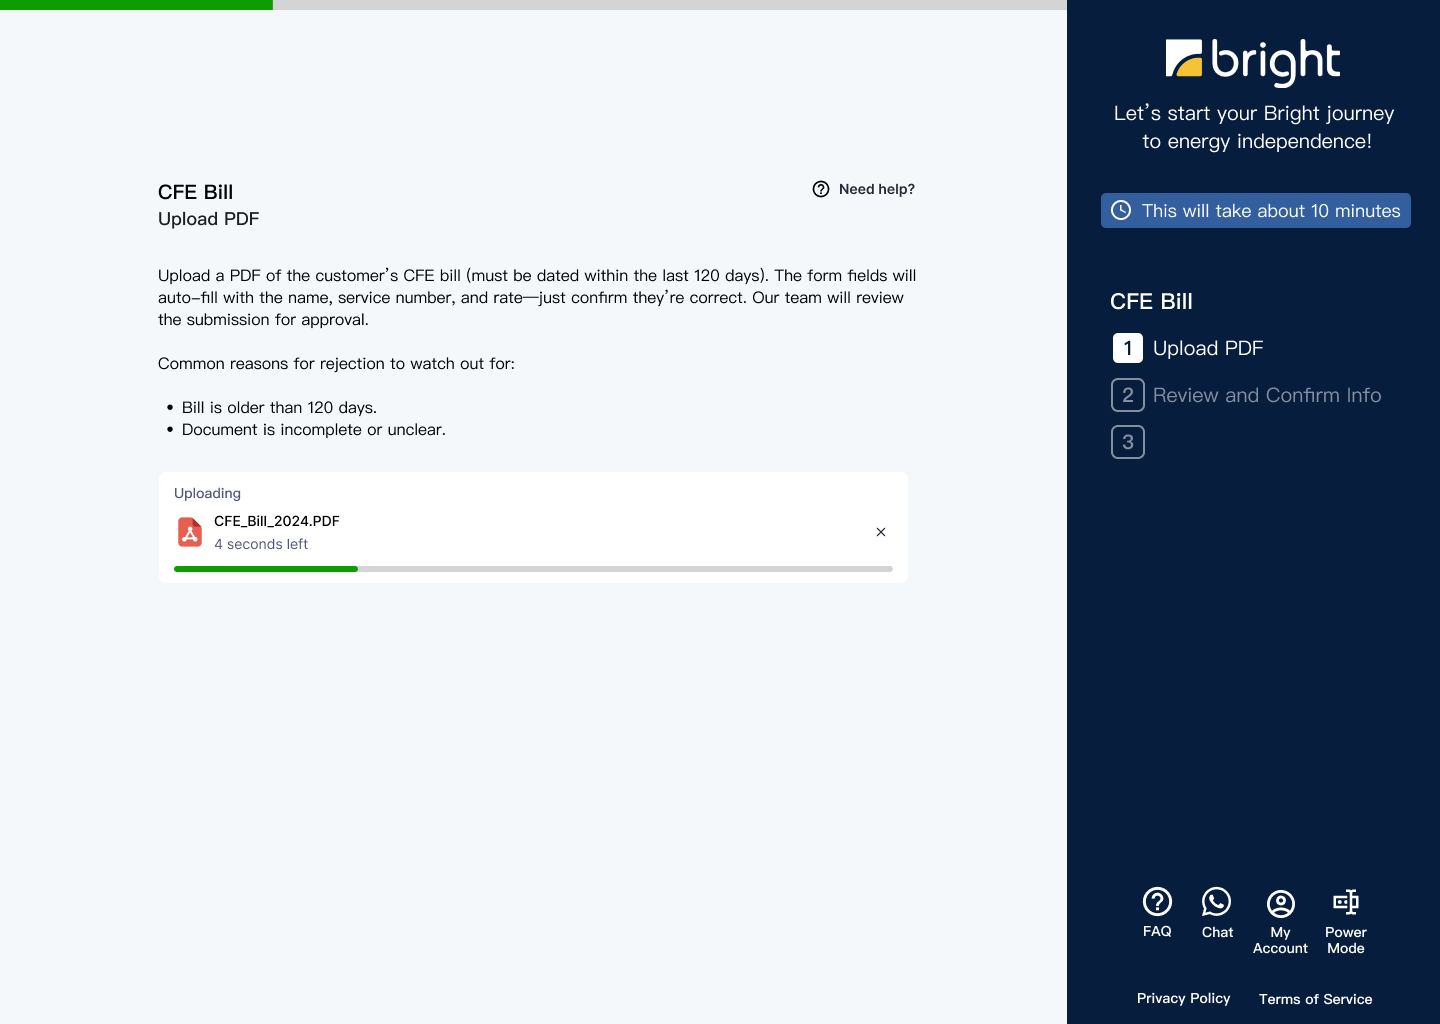 CFE Bill
Need help?
Upload PDF
Upload a PDF of the customer’s CFE bill (must be dated within the last 120 days). The form fields will
auto-fill with the name, service number, and rate—just confirm they’re correct. Our team will review
the submission for approval.
Common reasons for rejection to watch out for:
• Bill is older than 120 days.
• Document is incomplete or unclear.
Uploading
CFE_Bill_2024.PDF
4 seconds left
bright
Let’s start your Bright journey
to energy independence!
This will take about 10 minutes
CFE Bill
1 Upload PDF
2 Review and Confirm Info
3
FAQ
Chat
My
Account
Power
Mode
Privacy Policy
Terms of Service